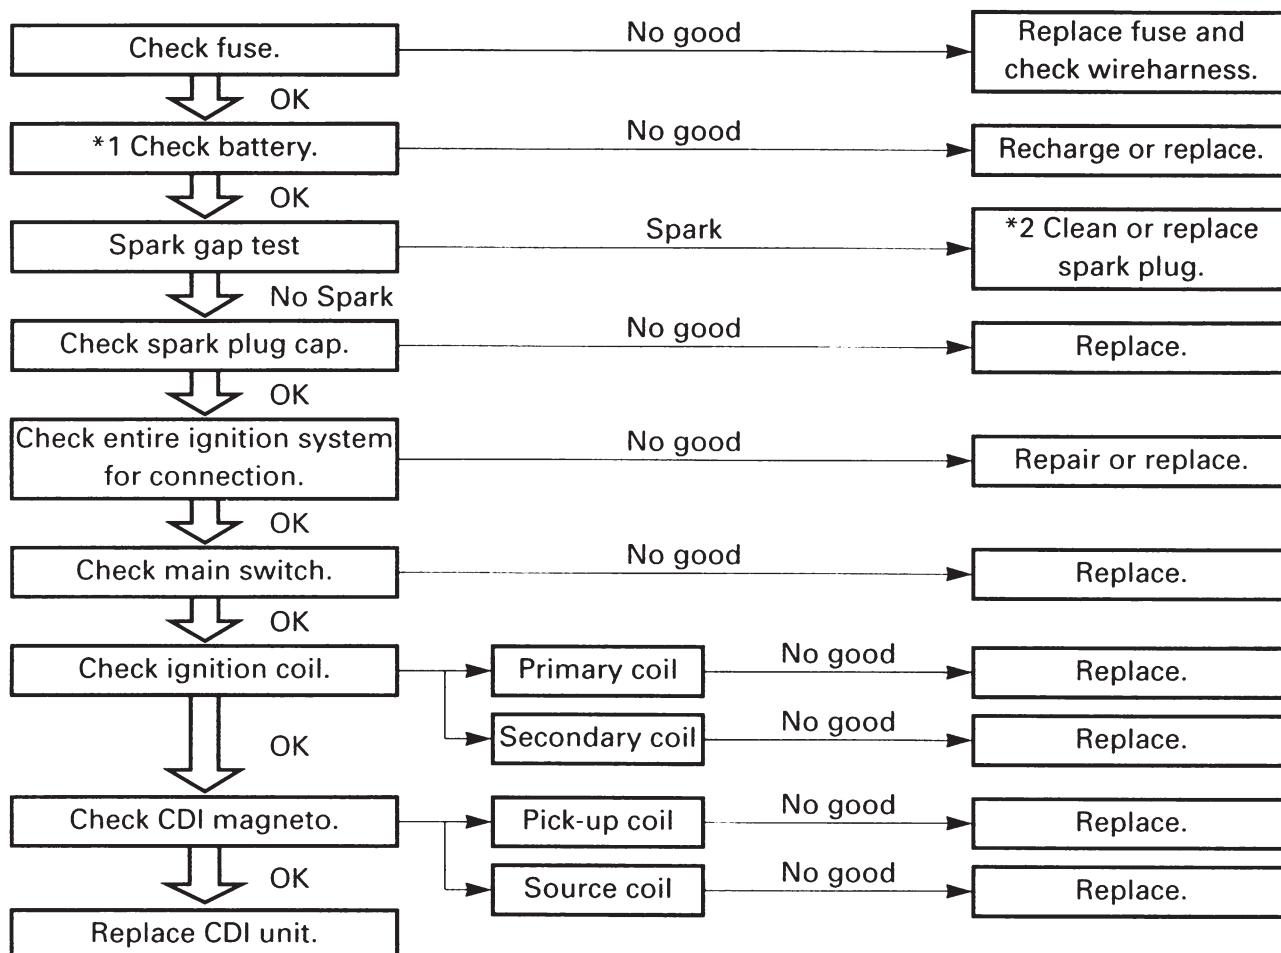 Check fuse.
No good
Replace fuse and
check wireharness.
OK
*1 Check battery.
No good
Recharge or replace.
OK
Spark gap test
Spark
*2 Clean or replace
spark plug.
No Spark
Check spark plug cap.
No good
Replace.
OK
Check entire ignition system
for connection.
No good
Repair or replace.
OK
Check main switch.
No good
Replace.
OK
Check ignition coil.
Primary coil
No good
Replace.
Secondary coil
No good
Replace.
OK
Check CDI magneto.
Pick-up coil
No good
Replace.
Source coil
No good
Replace.
OK
Replace CDI unit.